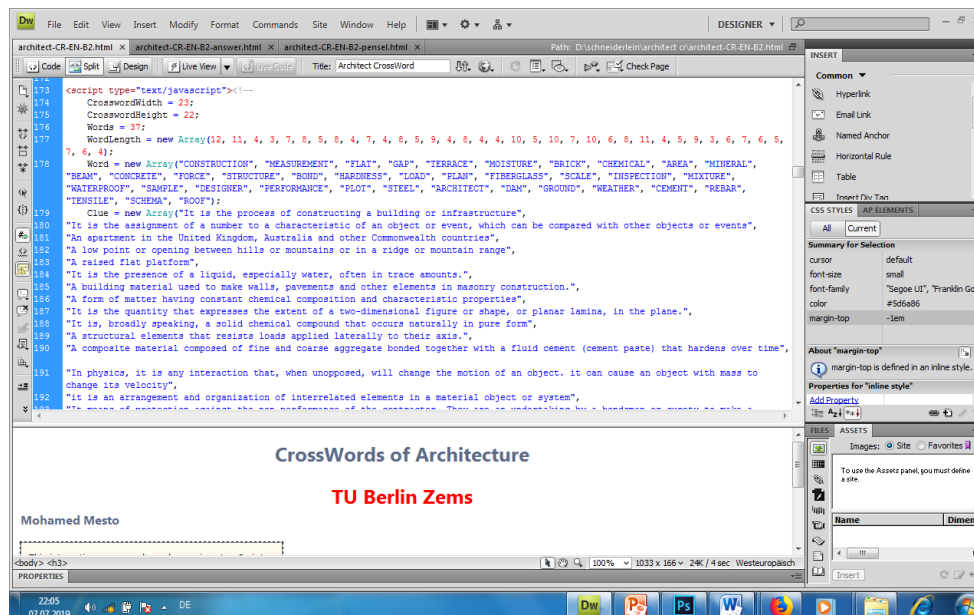 Dw File Edit View Insert Modify Format Commands Site Window Help DESIGNER
architect-CR-EN-B2.html × architect-CR-EN-B2-answer.html × architect-CR-EN-B2-pensel.html × Path: D:\schneiderlein\architect cr\architect-CR-EN-B2.html
Code Split Design Live View Live Code Title: Architect CrossWord Check Page
173 <script type="text/javascript"><!--
174 CrosswordWidth = 23;
175 CrosswordHeight = 22;
176 Words = 37;
177 WordLength = new Array(12, 11, 4, 3, 7, 8, 5, 8, 4, 7, 4, 8, 5, 9, 4, 8, 4, 4, 10, 5, 10, 7, 10, 6, 8, 11, 4, 5, 9, 3, 6, 7, 6, 5,
7, 6, 4);
178 Word = new Array("CONSTRUCTION", "MEASUREMENT", "FLAT", "GAP", "TERRACE", "MOISTURE", "BRICK", "CHEMICAL", "AREA", "MINERAL",
"BEAM", "CONCRETE", "FORCE", "STRUCTURE", "BOND", "HARDNESS", "LOAD", "PLAN", "FIBERGLASS", "SCALE", "INSPECTION", "MIXTURE",
"WATERPROOF", "SAMPLE", "DESIGNER", "PERFORMANCE", "PLOT", "STEEL", "ARCHITECT", "DAM", "GROUND", "WEATHER", "CEMENT", "REBAR",
"TENSILE", "SCHEMA", "ROOF");
179 Clue = new Array("It is the process of constructing a building or infrastructure",
180 "It is the assignment of a number to a characteristic of an object or event, which can be compared with other objects or events",
181 "An apartment in the United Kingdom, Australia and other Commonwealth countries",
182 "A low point or opening between hills or mountains or in a ridge or mountain range",
183 "A raised flat platform",
184 "It is the presence of a liquid, especially water, often in trace amounts.",
185 "A building material used to make walls, pavements and other elements in masonry construction.",
186 "A form of matter having constant chemical composition and characteristic properties",
187 "It is the quantity that expresses the extent of a two-dimensional figure or shape, or planar lamina, in the plane.",
188 "It is, broadly speaking, a solid chemical compound that occurs naturally in pure form",
189 "A structural elements that resists loads applied laterally to their axis.",
190 "A composite material composed of fine and coarse aggregate bonded together with a fluid cement (cement paste) that hardens over time",
191 "In physics, it is any interaction that, when unopposed, will change the motion of an object. it can cause an object with mass to
change its velocity",
192 "it is an arrangement and organization of interrelated elements in a material object or system",
CrossWords of Architecture
TU Berlin Zems
Mohamed Mesto
<body> <h3> 100% 1033 x 166 24K / 4 sec Westeuropäisch
PROPERTIES
INSERT
Common
Hyperlink
Email Link
Named Anchor
Horizontal Rule
Table
Insert Div Tag
CSS STYLES AP ELEMENTS
All Current
Summary for Selection
cursor default
font-size small
font-family "Segoe UI", "Franklin Go
color #5d6a86
margin-top -1em
About "margin-top"
margin-top is defined in an inline style.
Properties for "inline style"
Add Property
FILES ASSETS
Images: Site Favorites
To use the Assets panel, you must define
a site.
Name Dimen
Insert
22:05
07.07.2019
DE
Dw Ps W